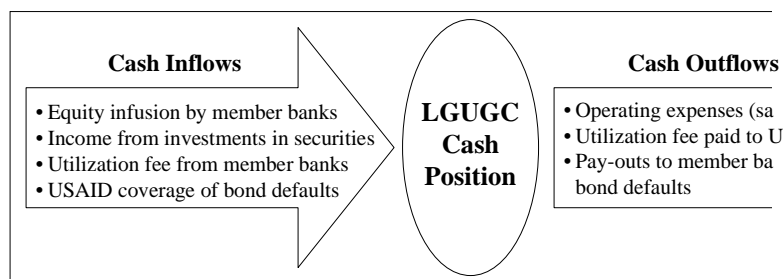 Cash Inflows
• Equity infusion by member banks
• Income from investments in securities
• Utilization fee from member banks
• USAID coverage of bond defaults
LGUGC
Cash
Position
Cash Outflows
• Operating expenses (sa
• Utilization fee paid to U
• Pay-outs to member ba
bond defaults